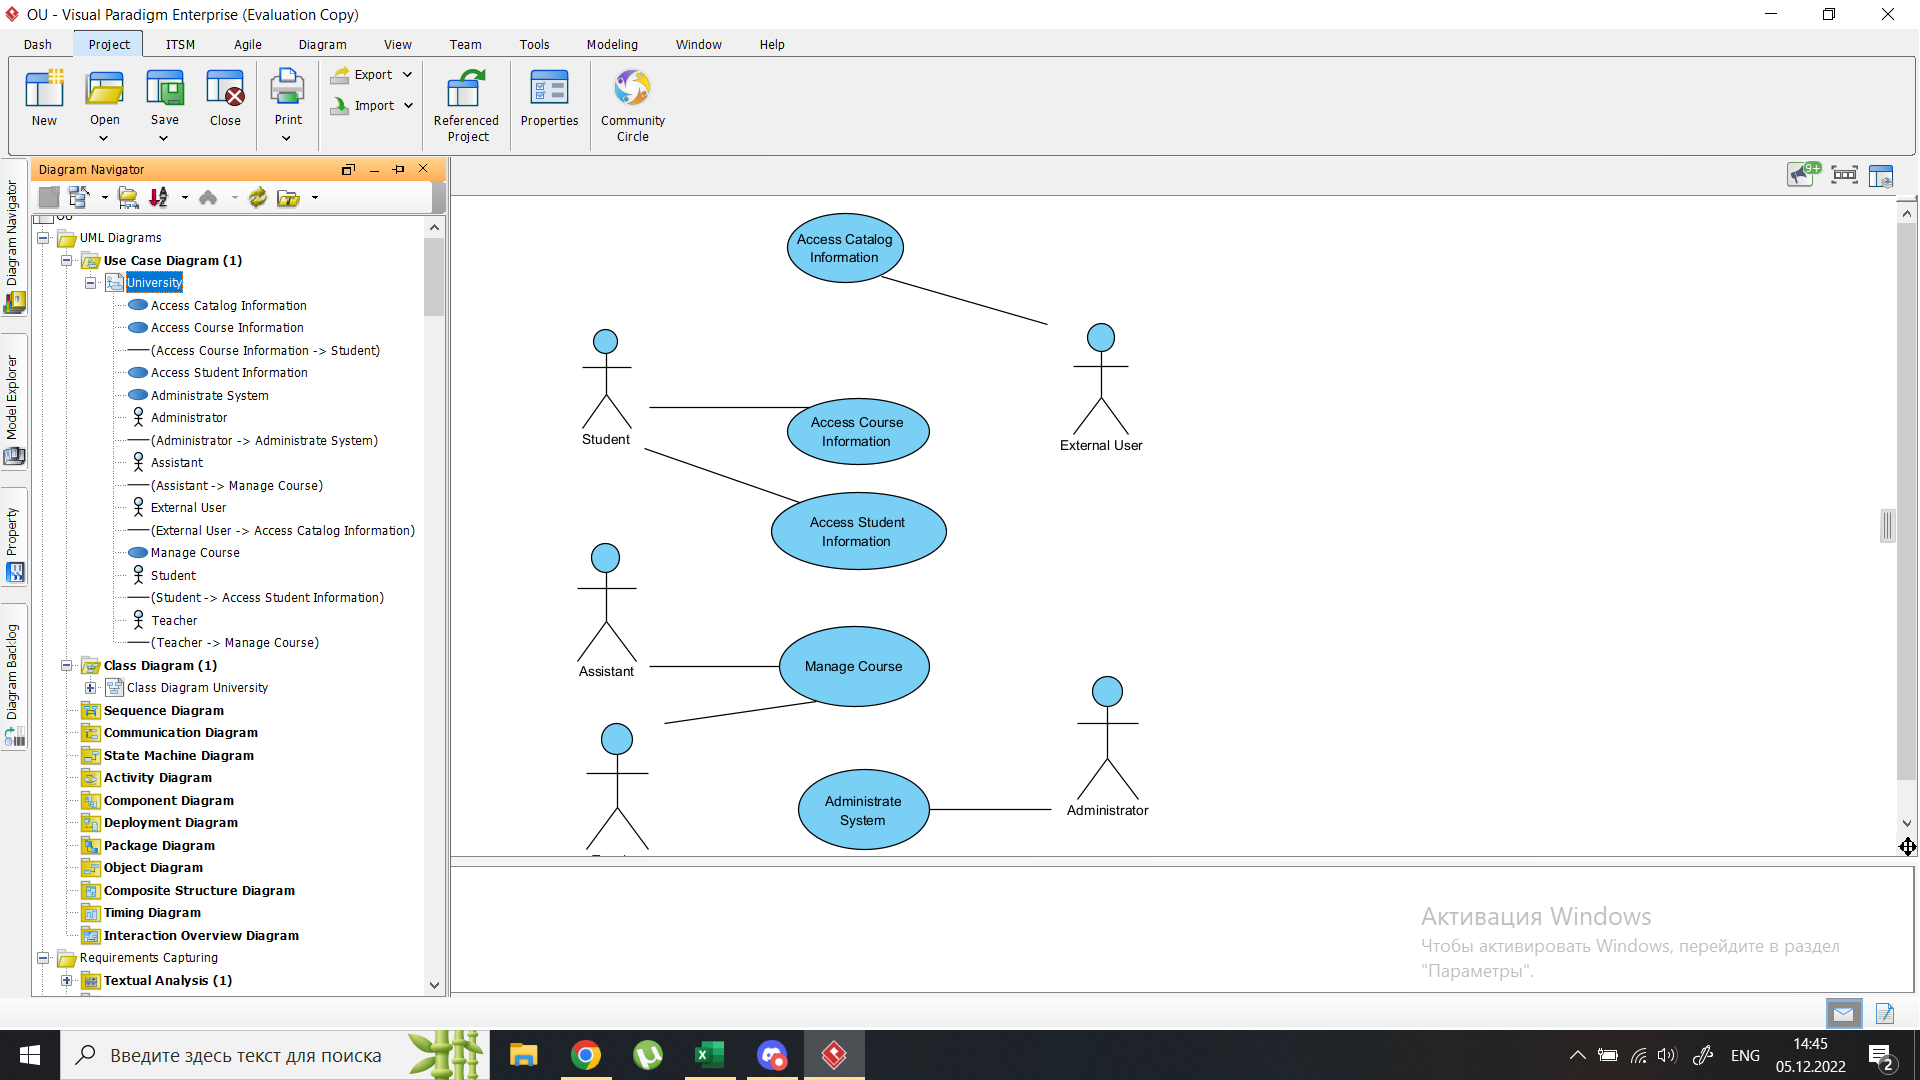 OU - Visual Paradigm Enterprise (Evaluation Copy)
Dash Project ITSM Agile Diagram View Team Tools Modeling Window Help
New Open Save Close Print Export Import Referenced Project Properties Community Circle
Diagram Navigator
Diagram Navigator
Model Explorer
Property
Diagram Backlog
OU
UML Diagrams
Use Case Diagram (1)
University
Access Catalog Information
Access Course Information
(Access Course Information -> Student)
Access Student Information
Administrate System
Administrator
(Administrator -> Administrate System)
Assistant
(Assistant -> Manage Course)
External User
(External User -> Access Catalog Information)
Manage Course
Student
(Student -> Access Student Information)
Teacher
(Teacher -> Manage Course)
Class Diagram (1)
Class Diagram University
Sequence Diagram
Communication Diagram
State Machine Diagram
Activity Diagram
Component Diagram
Deployment Diagram
Package Diagram
Object Diagram
Composite Structure Diagram
Timing Diagram
Interaction Overview Diagram
Requirements Capturing
Textual Analysis (1)
9+
Access Catalog
Information
Student
External User
Access Course
Information
Access Student
Information
Assistant
Manage Course
Administrate
System
Administrator
Активация Windows
Чтобы активировать Windows, перейдите в раздел
"Параметры".
Введите здесь текст для поиска
ENG
14:45
05.12.2022
2